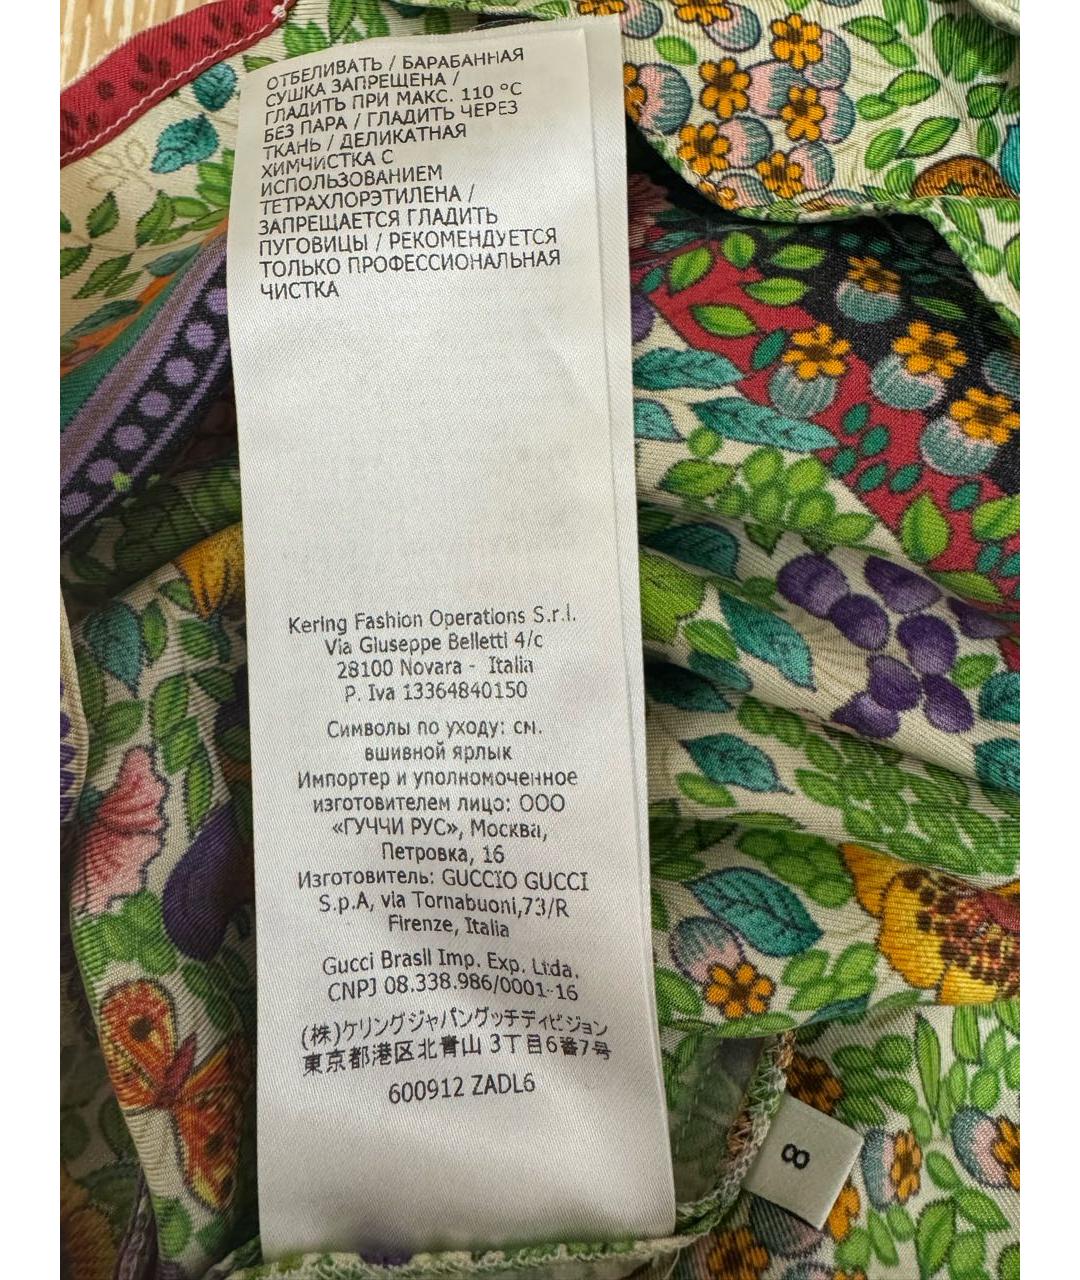 ОТБЕЛИВАТЬ / БАРАБАННАЯ
СУШКА ЗАПРЕЩЕНА /
ГЛАДИТЬ ПРИ МАКС. 110 °C
БЕЗ ПАРА / ГЛАДИТЬ ЧЕРЕЗ
ТКАНЬ / ДЕЛИКАТНАЯ
ХИМЧИСТКА С
ИСПОЛЬЗОВАНИЕМ
ТЕТРАХЛОРЭТИЛЕНА /
ЗАПРЕЩАЕТСЯ ГЛАДИТЬ
ПУГОВИЦЫ / РЕКОМЕНДУЕТСЯ
ТОЛЬКО ПРОФЕССИОНАЛЬНАЯ
ЧИСТКА
Kering Fashion Operations S.r.l.
Via Giuseppe Belletti 4/c
28100 Novara - Italia
P. Iva 13364840150
Символы по уходу: см.
вшивной ярлык
Импортер и уполномоченное
изготовителем лицо: ООО
«ГУЧЧИ РУС», Москва,
Петровка, 16
Изготовитель: GUCCIO GUCCI
S.p.A, via Tornabuoni,73/R
Firenze, Italia
Gucci Brasil Imp. Exp. Ltda.
CNPJ 08.338.986/0001-16
(株)ケリングジャパングッチディビジョン
東京都港区北青山 3丁目6番7号
600912 ZADL6
8